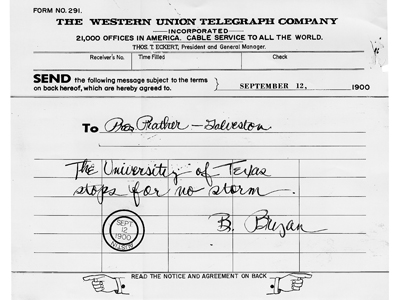 FORM NO. 291.
THE WESTERN UNION TELEGRAPH COMPANY
INCORPORATED
21,000 OFFICES IN AMERICA. CABLE SERVICE TO ALL THE WORLD.
THOS. T. ECKERT, President and General Manager.
Receiver's No. Time Filed Check
SEND the following message subject to the terms
on back hereof, which are hereby agreed to.
SEPTEMBER 12, 1900
To Pres Prather – Galveston
The University of Texas
stops for no storm.
B. Bryan
SEPT
12
1900
READ THE NOTICE AND AGREEMENT ON BACK